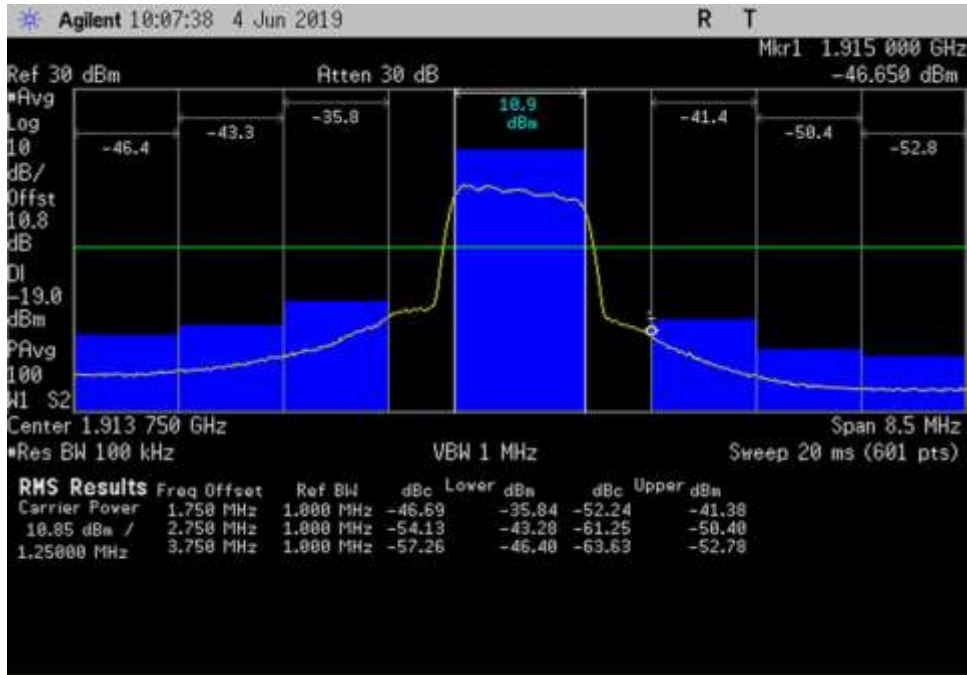 Agilent 10:07:38 4 Jun 2019 R T
Mkr1 1.915 000 GHz
Ref 30 dBm Atten 30 dB -46.650 dBm
*Avg
Log
10
dB/
Offst
10.8
dB
DI
-19.0
dBm
PAvg
100
W1 S2
-46.4 -43.3 -35.8 10.9 dBm -41.4 -50.4 -52.8
Center 1.913 750 GHz Span 8.5 MHz
*Res BW 100 kHz VBW 1 MHz Sweep 20 ms (601 pts)
RMS Results Freq Offset Ref BW dBc Lower dBm dBc Upper dBm
Carrier Power 1.750 MHz 1.000 MHz -46.69 -35.84 -52.24 -41.38
10.85 dBm / 2.750 MHz 1.000 MHz -54.13 -43.28 -61.25 -50.40
1.25000 MHz 3.750 MHz 1.000 MHz -57.26 -46.40 -63.63 -52.78